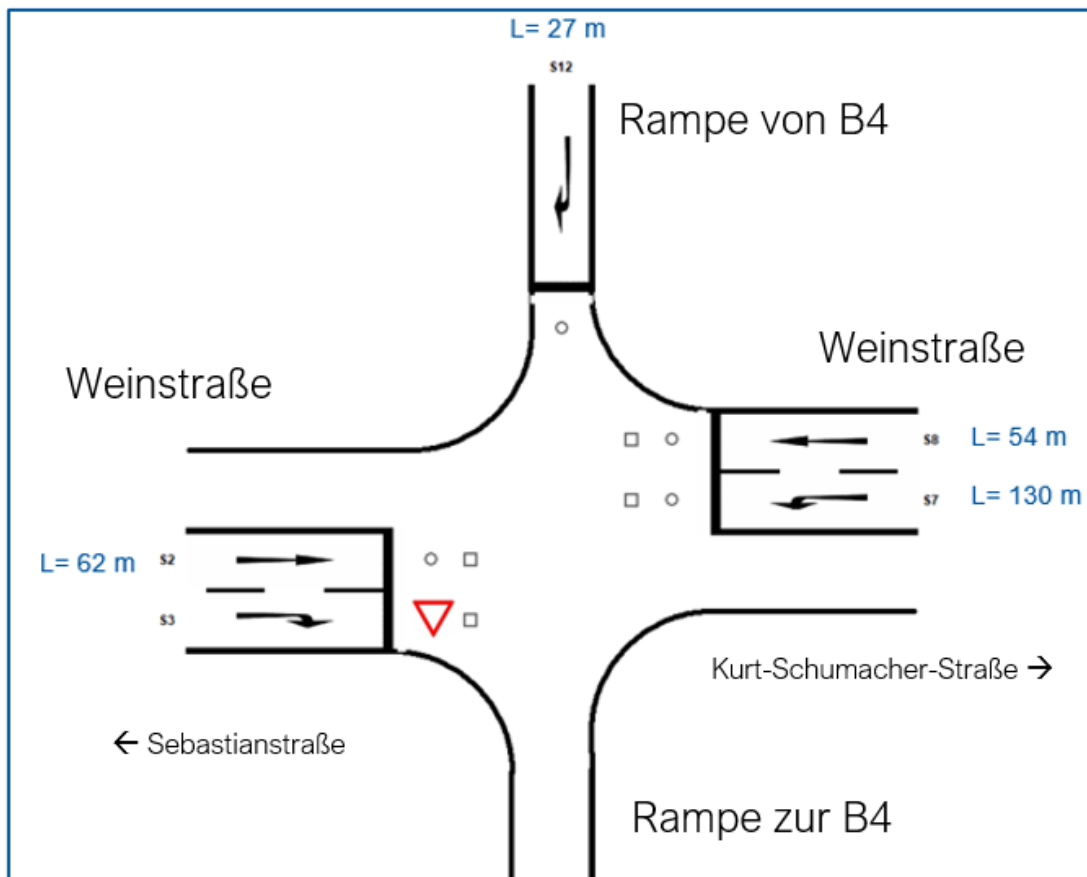 L= 27 m
S12
Rampe von B4
Weinstraße
Weinstraße
S8 L= 54 m
S7 L= 130 m
L= 62 m S2
S3
Kurt-Schumacher-Straße →
← Sebastianstraße
Rampe zur B4